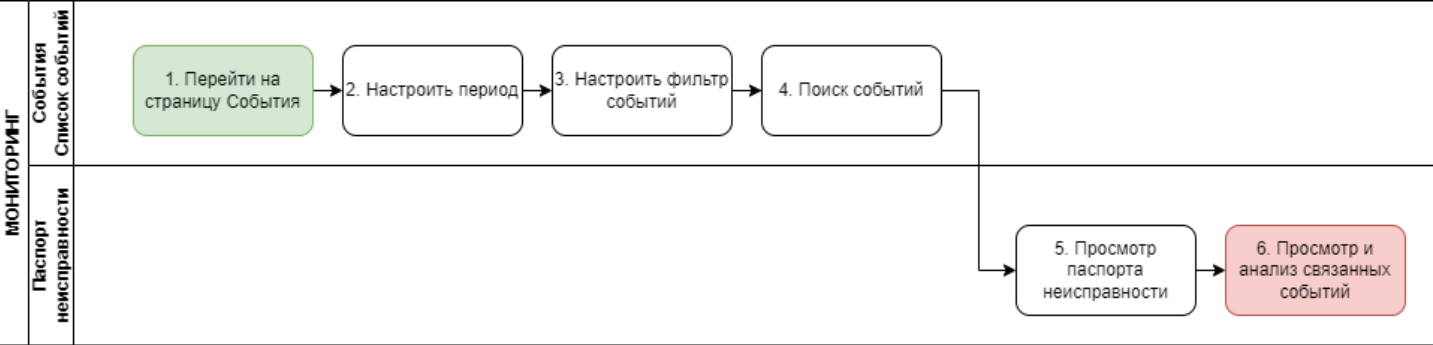 МОНИТОРИНГ
События
Список событий
1. Перейти на
страницу События
2. Настроить период
3. Настроить фильтр
событий
4. Поиск событий
Паспорт
неисправности
5. Просмотр
паспорта
неисправности
6. Просмотр и
анализ связанных
событий